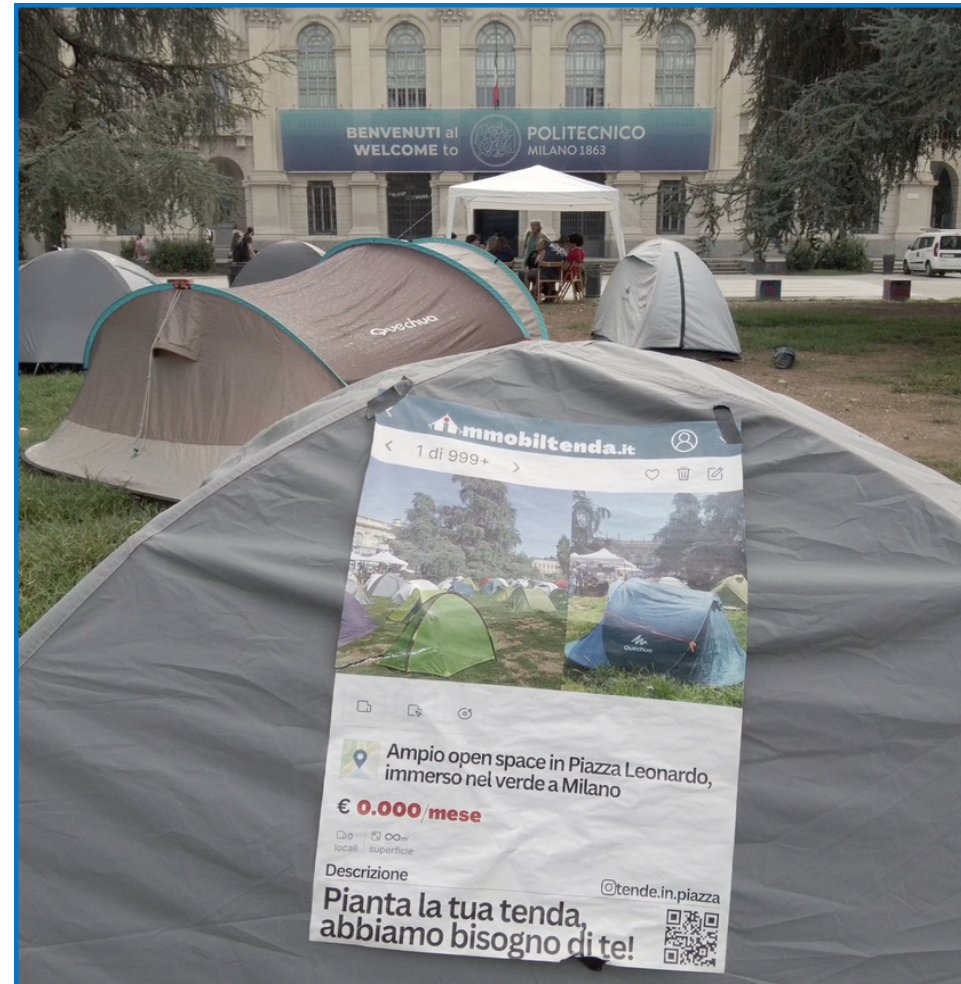 BENVENUTI al
WELCOME to
POLITECNICO
MILANO 1863
Quechua
immobiltenda.it
1 di 999+
QUECHUA
Ampio open space in Piazza Leonardo,
immerso nel verde a Milano
€ 0.000/mese
0
locali
∞ m²
superficie
Descrizione
tende.in.piazza
Pianta la tua tenda,
abbiamo bisogno di te!